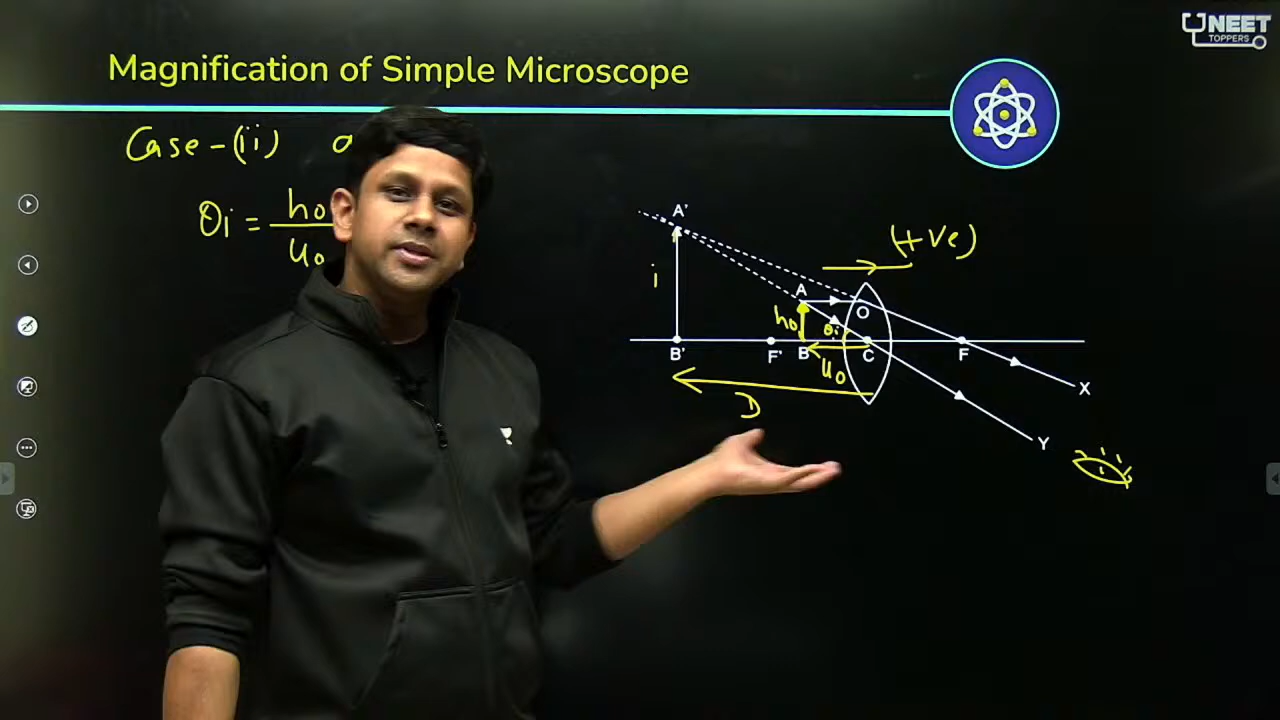 NEET
TOPPERS
Magnification of Simple Microscope
Case-(ii)
θi = ho
uo
(+ve)
A'
i
A
ho
θi
O
B'
F'
B
C
F
uo
D
X
Y